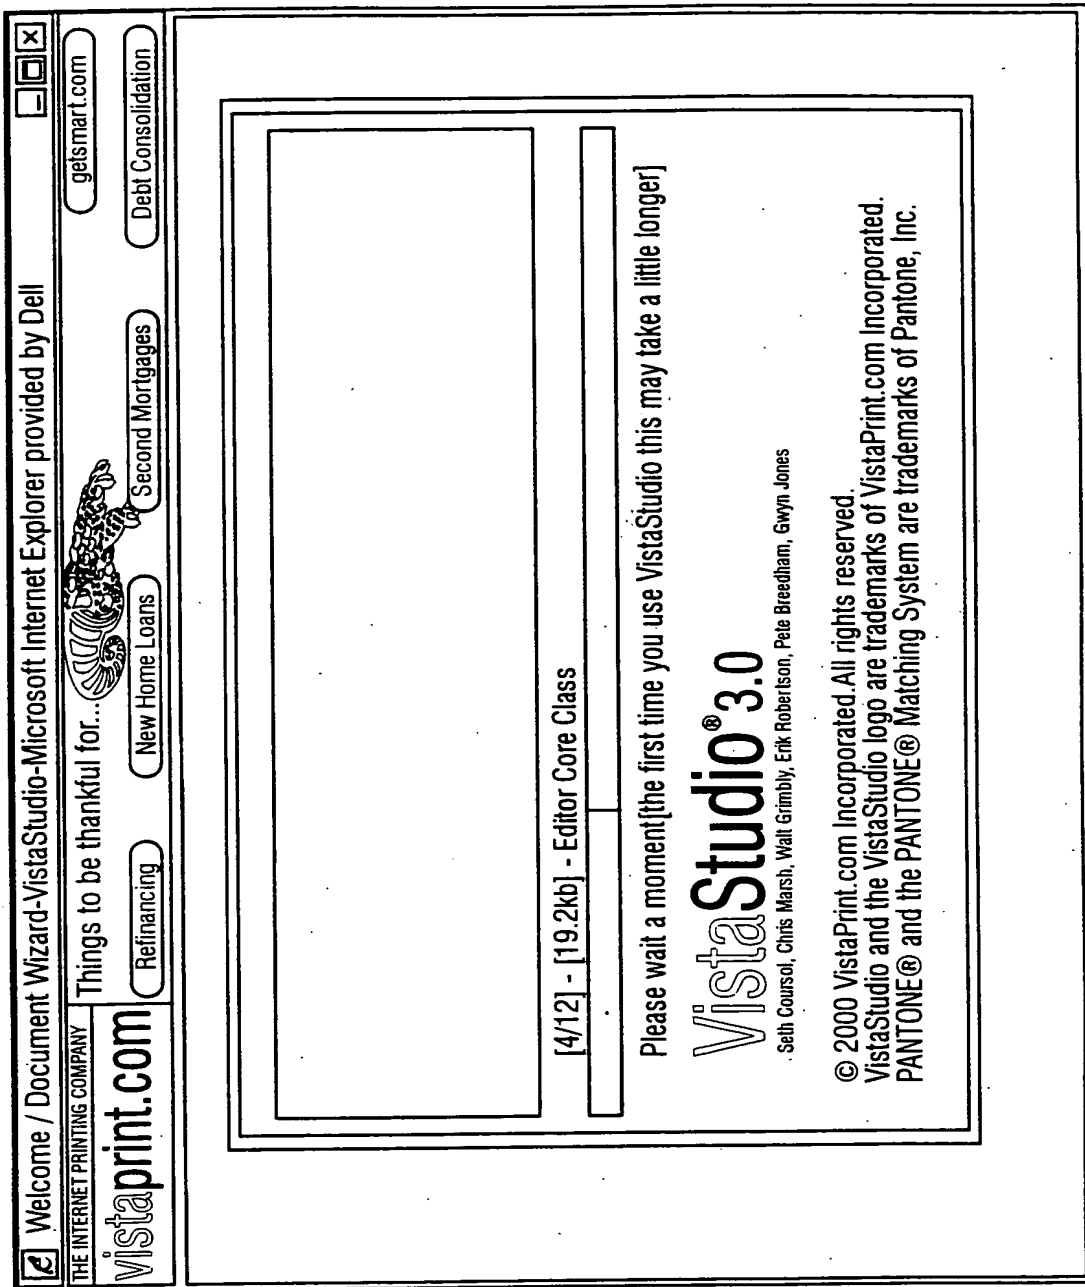 Welcome / Document Wizard-VistaStudio-Microsoft Internet Explorer provided by Dell
THE INTERNET PRINTING COMPANY
vistaprint.com
Things to be thankful for...
getsmart.com
Refinancing
New Home Loans
Second Mortgages
Debt Consolidation
[4/12] - [19.2kb] - Editor Core Class
Please wait a moment[the first time you use VistaStudio this may take a little longer]
VistaStudio® 3.0
Seth Coursol, Chris Marsh, Walt Grimbly, Erik Robertson, Pete Breedham, Gwyn Jones
© 2000 VistaPrint.com Incorporated.All rights reserved.
VistaStudio and the VistaStudio logo are trademarks of VistaPrint.com Incorporated.
PANTONE® and the PANTONE® Matching System are trademarks of Pantone, Inc.